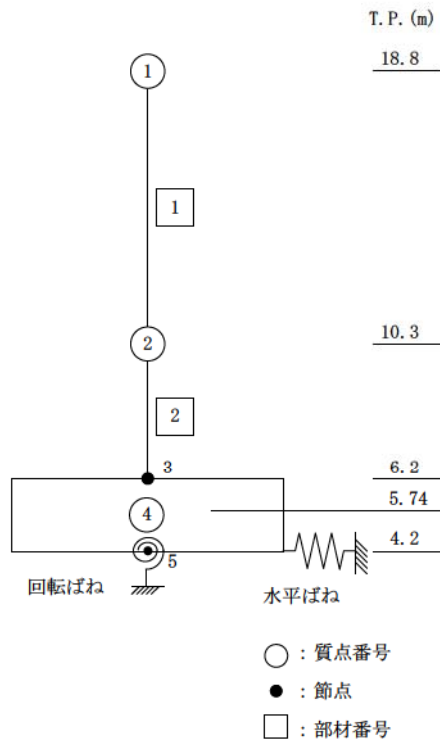 T.P.(m)
18.8
1
1
10.3
2
2
6.2
3
5.74
4
4.2
5
回転ばね
水平ばね
○ : 質点番号
● : 節点
□ : 部材番号